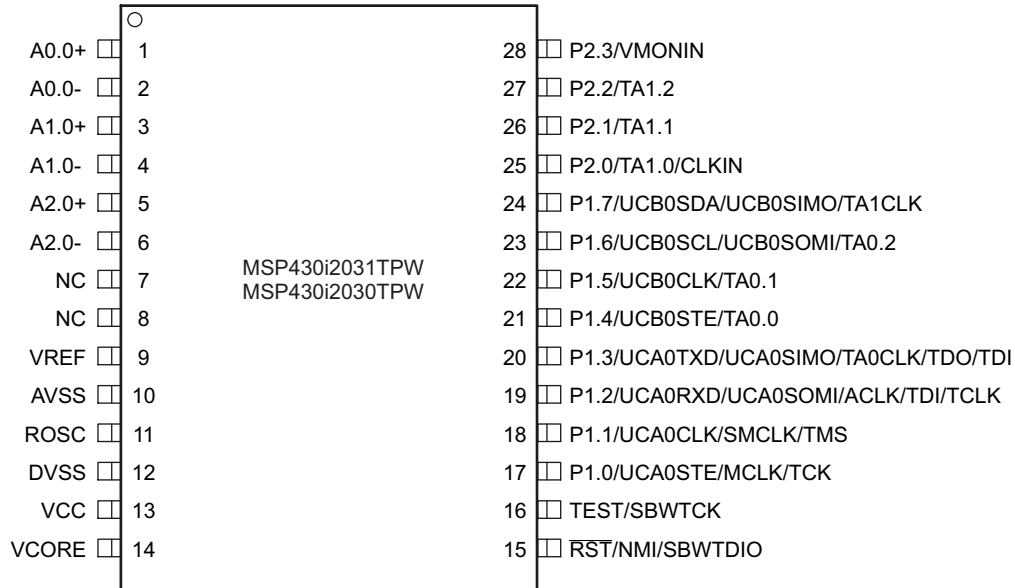 A0.0+ 1 28 P2.3/VMONIN
A0.0- 2 27 P2.2/TA1.2
A1.0+ 3 26 P2.1/TA1.1
A1.0- 4 25 P2.0/TA1.0/CLKIN
A2.0+ 5 24 P1.7/UCB0SDA/UCB0SIMO/TA1CLK
A2.0- 6 23 P1.6/UCB0SCL/UCB0SOMI/TA0.2
MSP430i2031TPW
NC 7 22 P1.5/UCB0CLK/TA0.1
MSP430i2030TPW
NC 8 21 P1.4/UCB0STE/TA0.0
VREF 9 20 P1.3/UCA0TXD/UCA0SIMO/TA0CLK/TDO/TDI
AVSS 10 19 P1.2/UCA0RXD/UCA0SOMI/ACLK/TDI/TCLK
ROSC 11 18 P1.1/UCA0CLK/SMCLK/TMS
DVSS 12 17 P1.0/UCA0STE/MCLK/TCK
VCC 13 16 TEST/SBWTCK
VCORE 14 15 RST/NMI/SBWTDIO